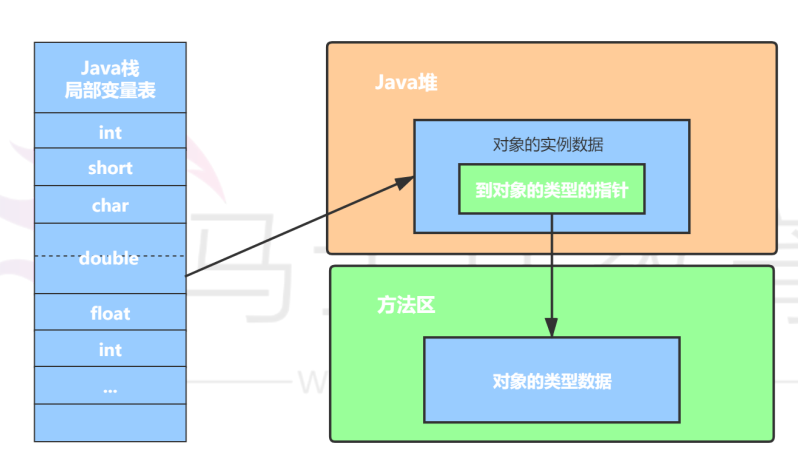 Java栈
局部变量表
int
short
char
double
float
int
...
Java堆
对象的实例数据
到对象的类型的指针
方法区
对象的类型数据